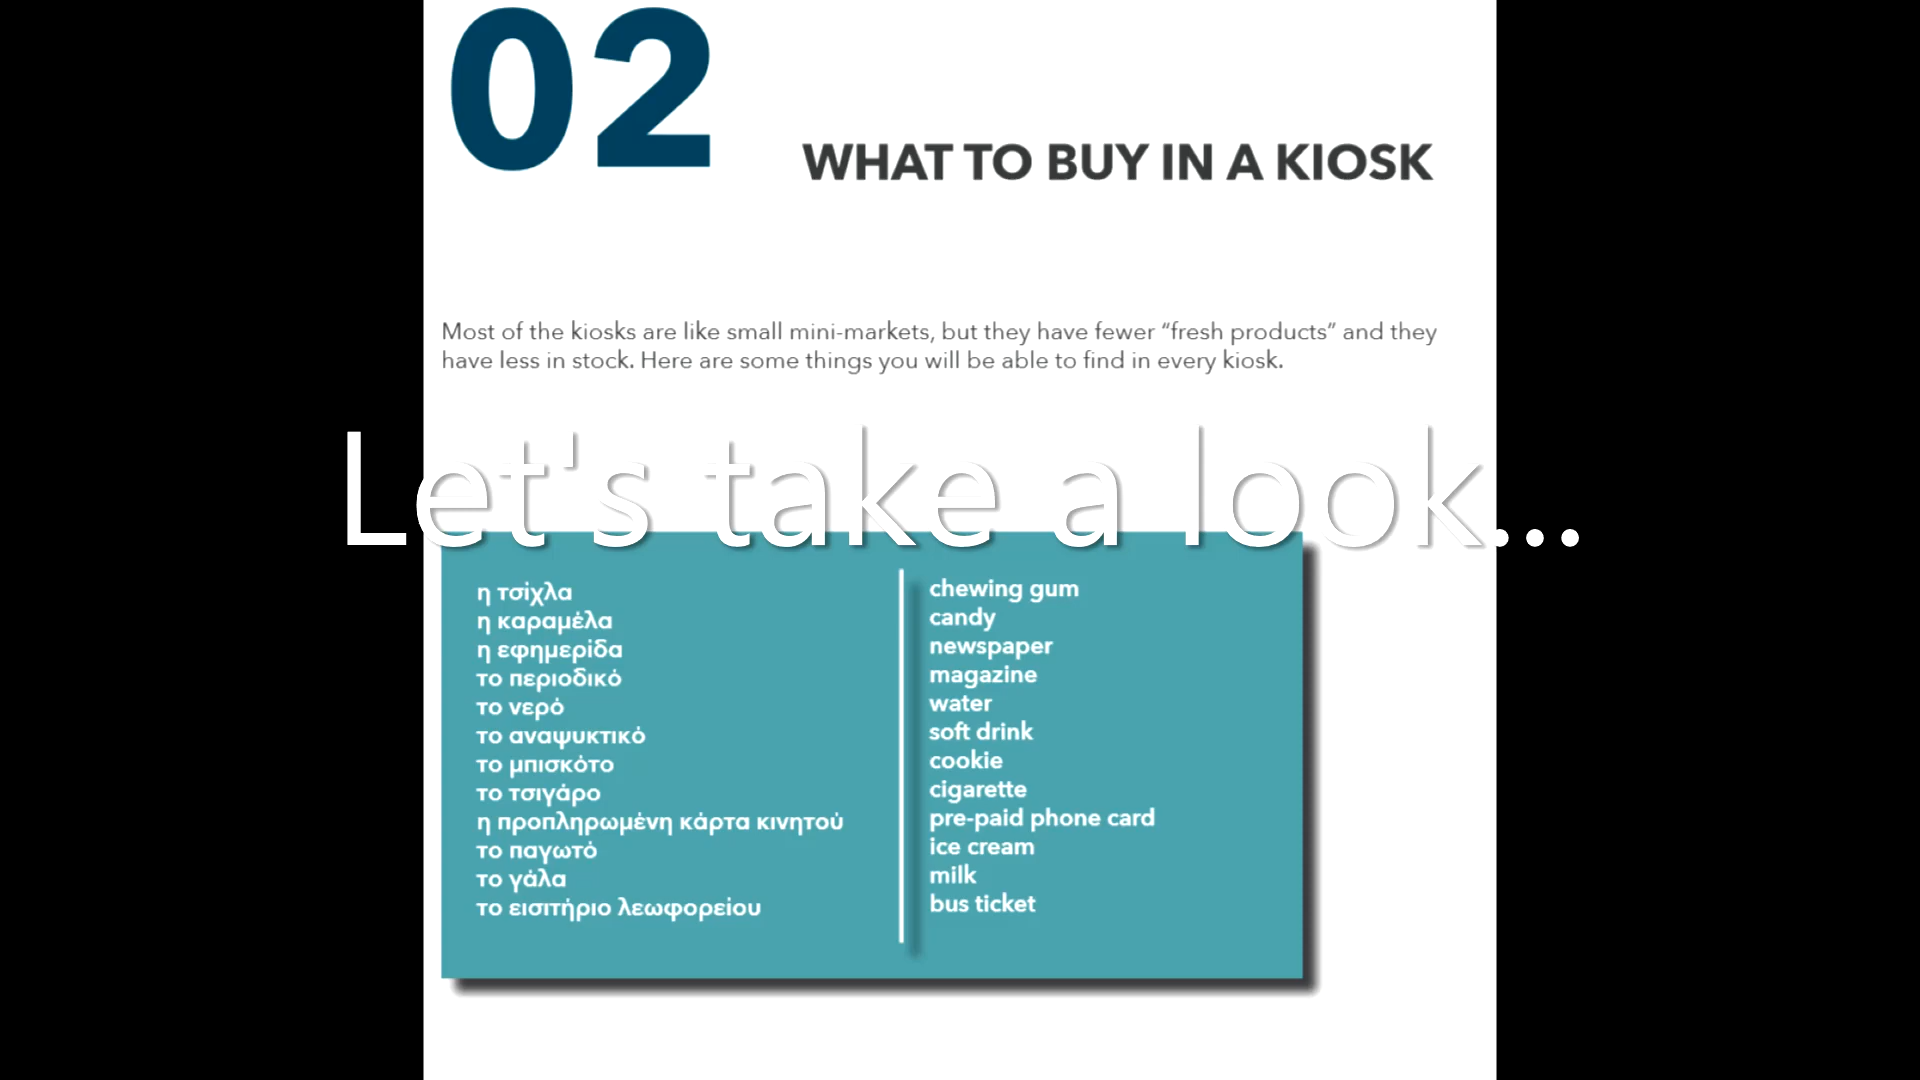 02
WHAT TO BUY IN A KIOSK
Most of the kiosks are like small mini-markets, but they have fewer “fresh products” and they
have less in stock. Here are some things you will be able to find in every kiosk.
Let's take a look...
η τσίχλα
η καραμέλα
η εφημερίδα
το περιοδικό
το νερό
το αναψυκτικό
το μπισκότο
το τσιγάρο
η προπληρωμένη κάρτα κινητού
το παγωτό
το γάλα
το εισιτήριο λεωφορείου
chewing gum
candy
newspaper
magazine
water
soft drink
cookie
cigarette
pre-paid phone card
ice cream
milk
bus ticket